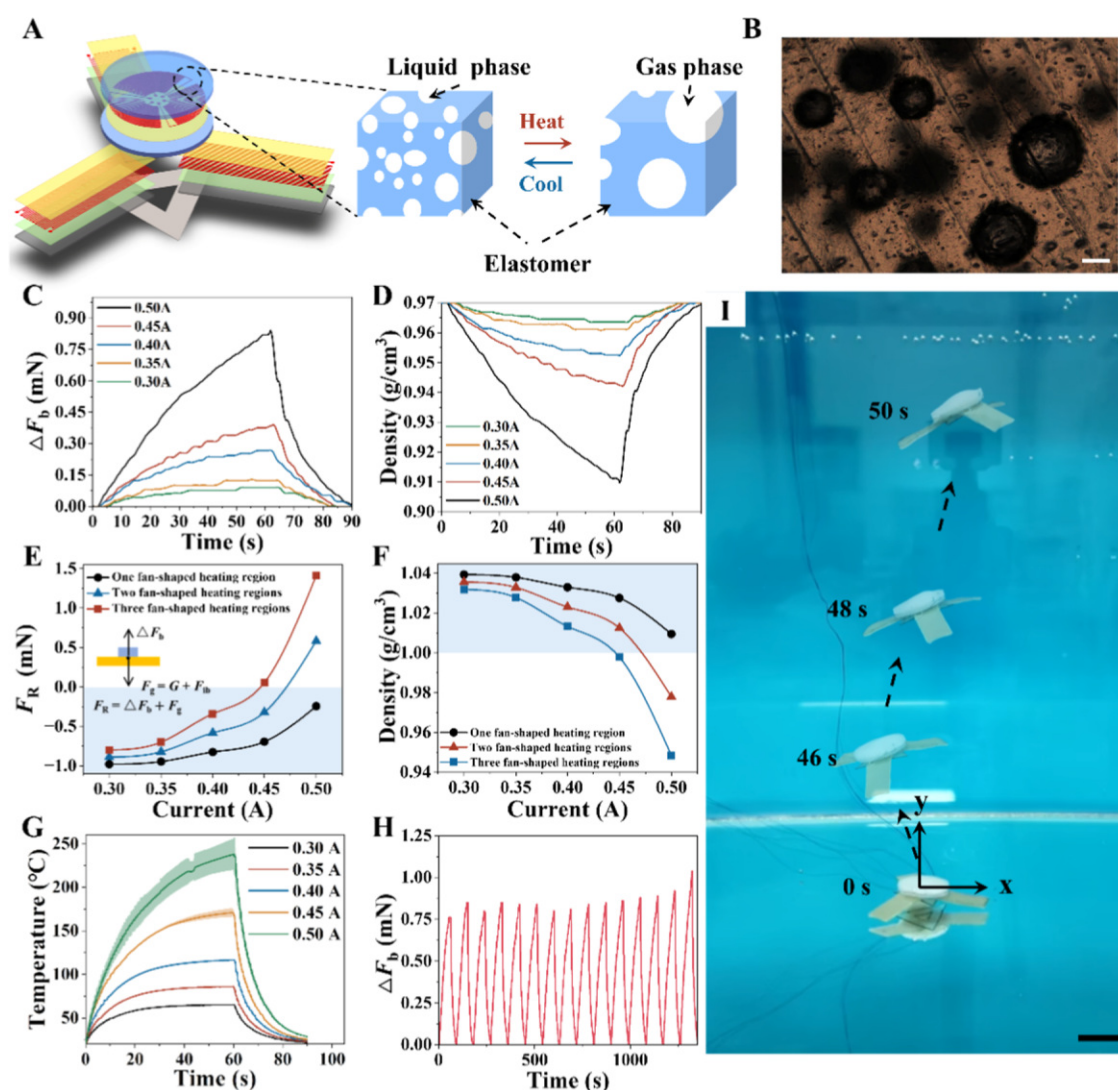 A
Liquid phase
Gas phase
Heat
Cool
Elastomer
B
C
0.50A
0.45A
0.40A
0.35A
0.30A
0.90
0.75
0.60
0.45
0.30
0.15
0.00
△Fb (mN)
0 10 20 30 40 50 60 70 80 90
Time (s)
D
0.97
0.96
0.95
0.94
0.93
0.92
0.91
0.90
Density (g/cm³)
0.30A
0.35A
0.40A
0.45A
0.50A
0 20 40 60 80
Time (s)
E
1.5
1.0
0.5
0.0
−0.5
−1.0
FR (mN)
One fan-shaped heating region
Two fan-shaped heating regions
Three fan-shaped heating regions
△Fb
Fg = G + Flb
FR = △Fb + Fg
0.30 0.35 0.40 0.45 0.50
Current (A)
F
1.04
1.02
1.00
0.98
0.96
0.94
Density (g/cm³)
One fan-shaped heating region
Two fan-shaped heating regions
Three fan-shaped heating regions
0.30 0.35 0.40 0.45 0.50
Current (A)
G
250
200
150
100
50
Temperature (°C)
0.30 A
0.35 A
0.40 A
0.45 A
0.50 A
0 20 40 60 80 100
Time (s)
H
1.25
1.00
0.75
0.50
0.25
0.00
△Fb (mN)
0 500 1000
Time (s)
I
50 s
48 s
46 s
y
0 s
x